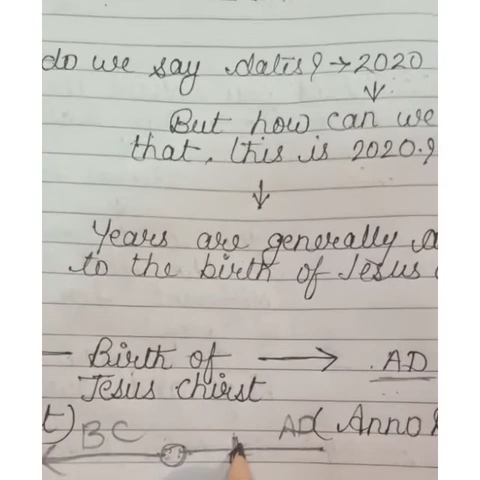 do we say dates? → 2020
↓
But how can we
that, this is 2020.?
↓
Years are generally
to the birth of Jesus
— Birth of → AD
Jesus chirst
BC AD( Anno